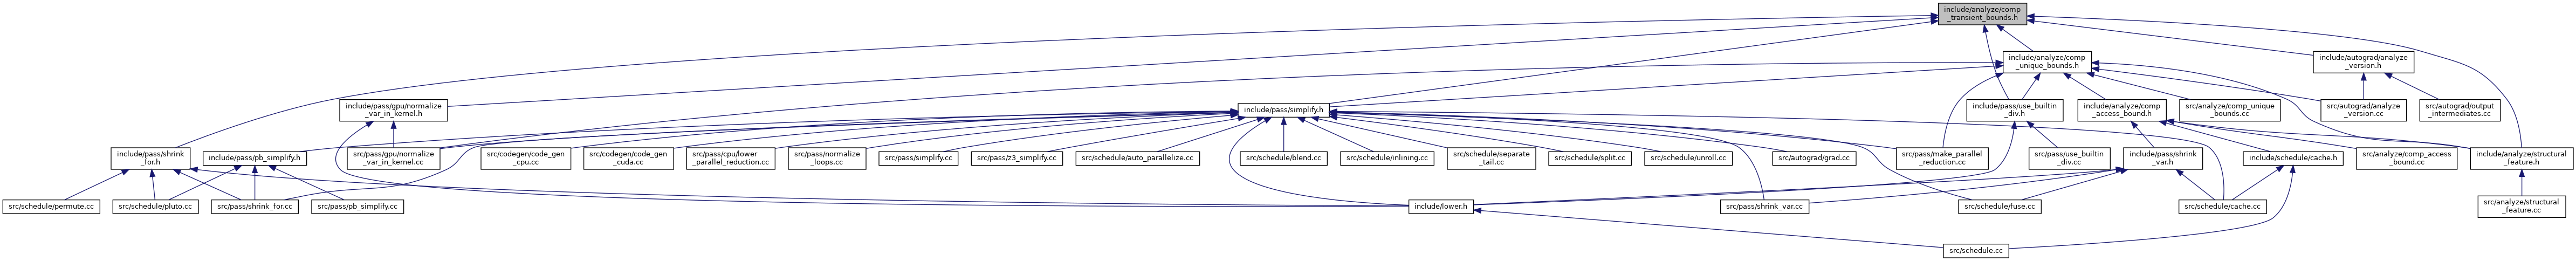 include/analyze/comp
_transient_bounds.h
include/analyze/comp
_unique_bounds.h
include/autograd/analyze
_version.h
include/pass/gpu/normalize
_var_in_kernel.h
include/pass/simplify.h
include/pass/use_builtin
_div.h
include/analyze/comp
_access_bound.h
src/analyze/comp_unique
_bounds.cc
src/autograd/analyze
_version.cc
src/autograd/output
_intermediates.cc
include/pass/shrink
_for.h
include/pass/pb_simplify.h
src/pass/gpu/normalize
_var_in_kernel.cc
src/codegen/code_gen
_cpu.cc
src/codegen/code_gen
_cuda.cc
src/pass/cpu/lower
_parallel_reduction.cc
src/pass/normalize
_loops.cc
src/pass/simplify.cc
src/pass/z3_simplify.cc
src/schedule/auto_parallelize.cc
src/schedule/blend.cc
src/schedule/inlining.cc
src/schedule/separate
_tail.cc
src/schedule/split.cc
src/schedule/unroll.cc
src/autograd/grad.cc
src/pass/make_parallel
_reduction.cc
src/pass/use_builtin
_div.cc
include/pass/shrink
_var.h
include/schedule/cache.h
src/analyze/comp_access
_bound.cc
include/analyze/structural
_feature.h
src/schedule/permute.cc
src/schedule/pluto.cc
src/pass/shrink_for.cc
src/pass/pb_simplify.cc
include/lower.h
src/pass/shrink_var.cc
src/schedule/fuse.cc
src/schedule/cache.cc
src/analyze/structural
_feature.cc
src/schedule.cc